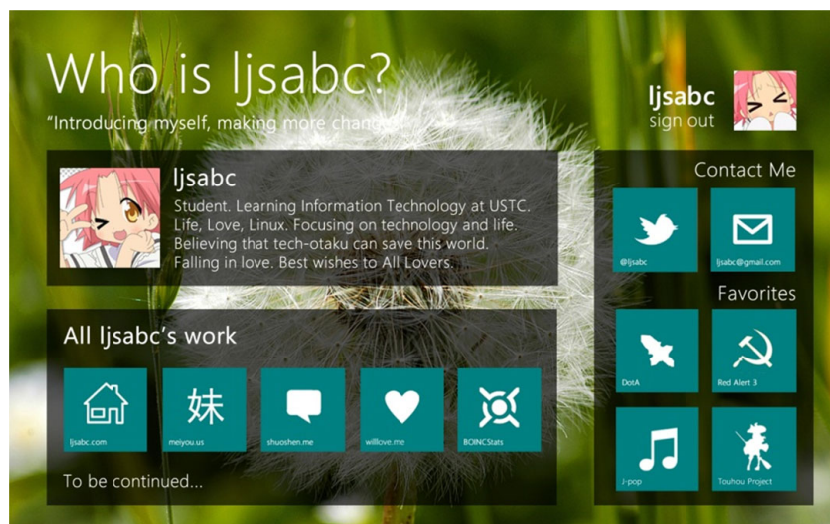 Who is ljsabc?
"Introducing myself, making more
ljsabc
sign out
ljsabc
Student. Learning Information Technology at USTC.
Life, Love, Linux. Focusing on technology and life.
Believing that tech-otaku can save this world.
Falling in love. Best wishes to All Lovers.
All ljsabc's work
妹
ljsabc.com
meiyou.us
shuoshen.me
willlove.me
BOINCStats
To be continued...
Contact Me
@ljsabc
ljsabc@gmail.com
Favorites
DotA
Red Alert 3
J-pop
Touhou Project